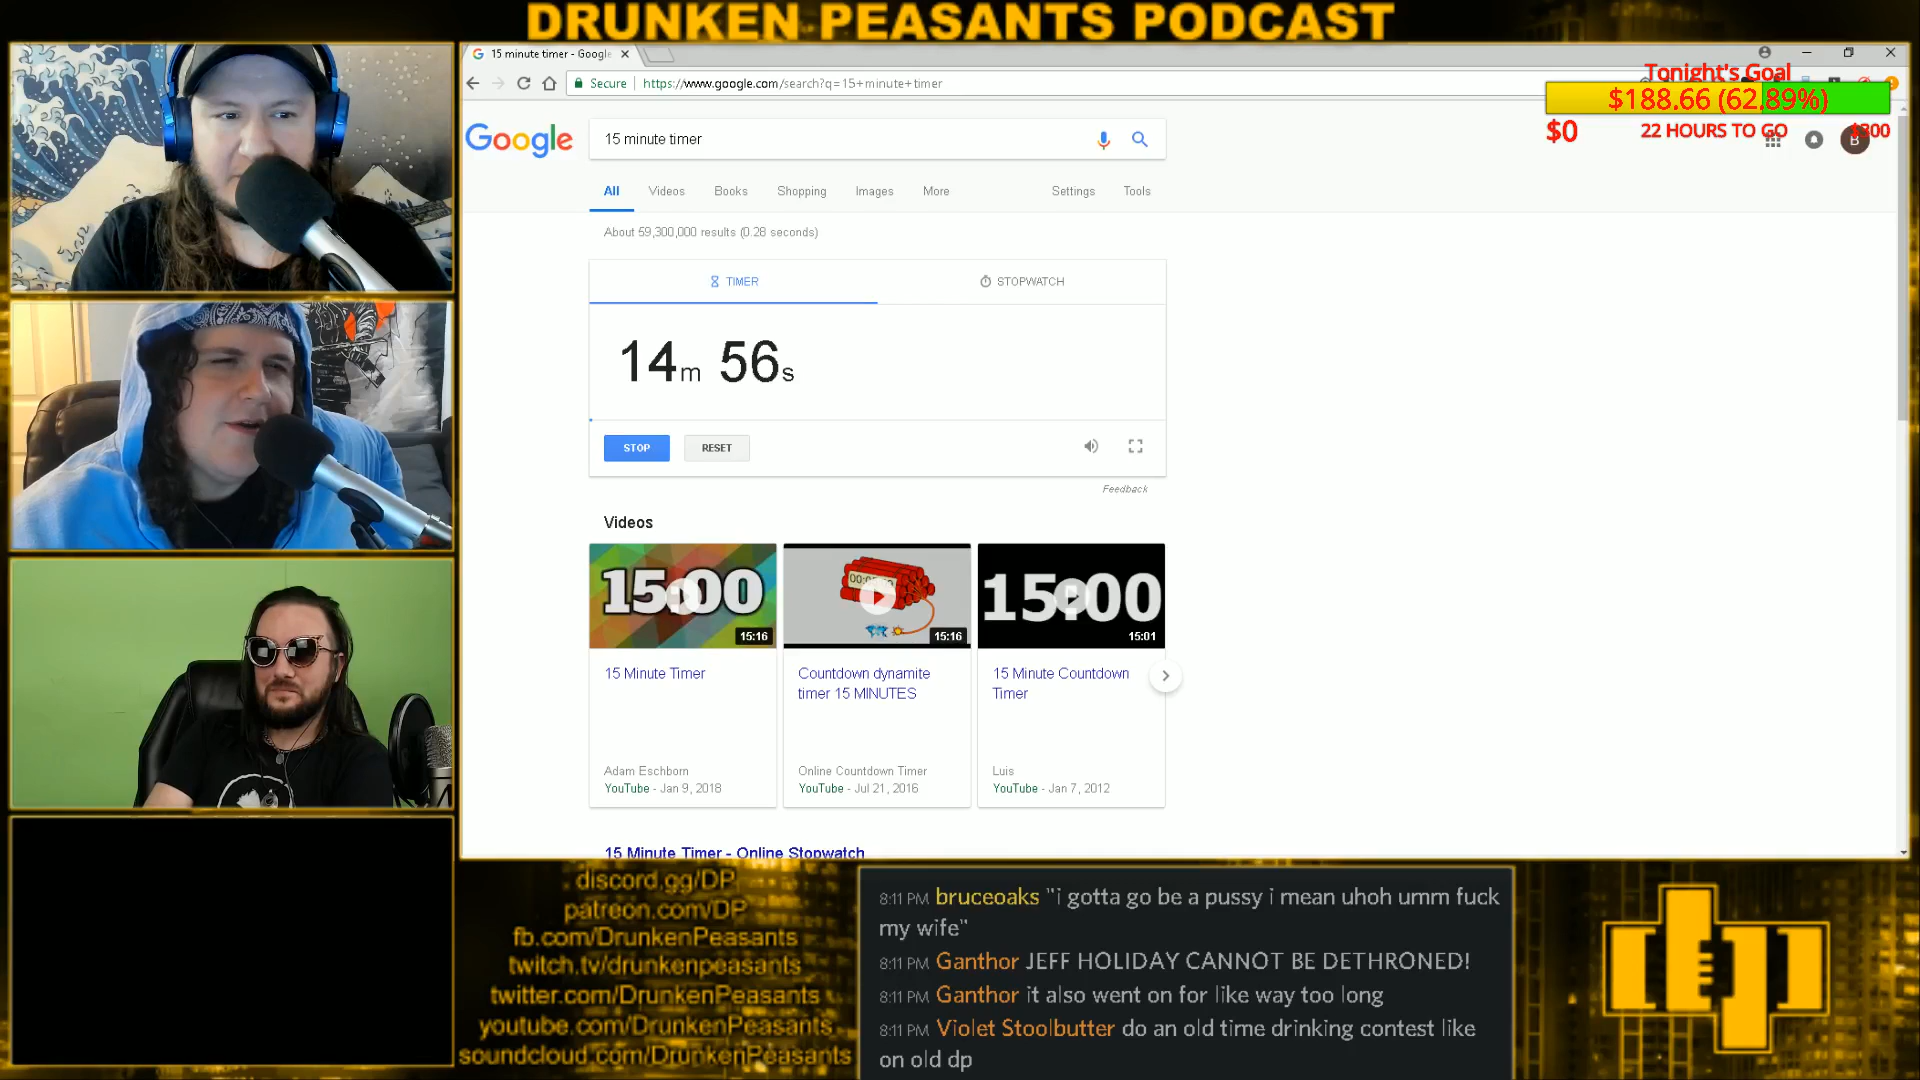 DRUNKEN PEASANTS PODCAST
15 minute timer - Google
Secure
https://www.google.com/search?q=15+minute+timer
Tonight's Goal
$188.66 (62.89%)
$0
22 HOURS TO GO
$300
Google
15 minute timer
B
All
Videos
Books
Shopping
Images
More
Settings
Tools
About 59,300,000 results (0.28 seconds)
TIMER
STOPWATCH
14m 56s
STOP
RESET
Feedback
Videos
15:00
15:16
15:16
15:00
15:01
15 Minute Timer
Countdown dynamite
timer 15 MINUTES
15 Minute Countdown
Timer
Adam Eschborn
YouTube - Jan 9, 2018
Online Countdown Timer
YouTube - Jul 21, 2016
Luis
YouTube - Jan 7, 2012
15 Minute Timer - Online Stopwatch
discord.gg/DP
patreon.com/DP
fb.com/DrunkenPeasants
twitch.tv/drunkenpeasants
twitter.com/DrunkenPeasants
youtube.com/DrunkenPeasants
soundcloud.com/DrunkenPeasants
8:11 PM bruceoaks "i gotta go be a pussy i mean uhoh umm fuck
my wife"
8:11 PM Ganthor JEFF HOLIDAY CANNOT BE DETHRONED!
8:11 PM Ganthor it also went on for like way too long
8:11 PM Violet Stoolbutter do an old time drinking contest like
on old dp